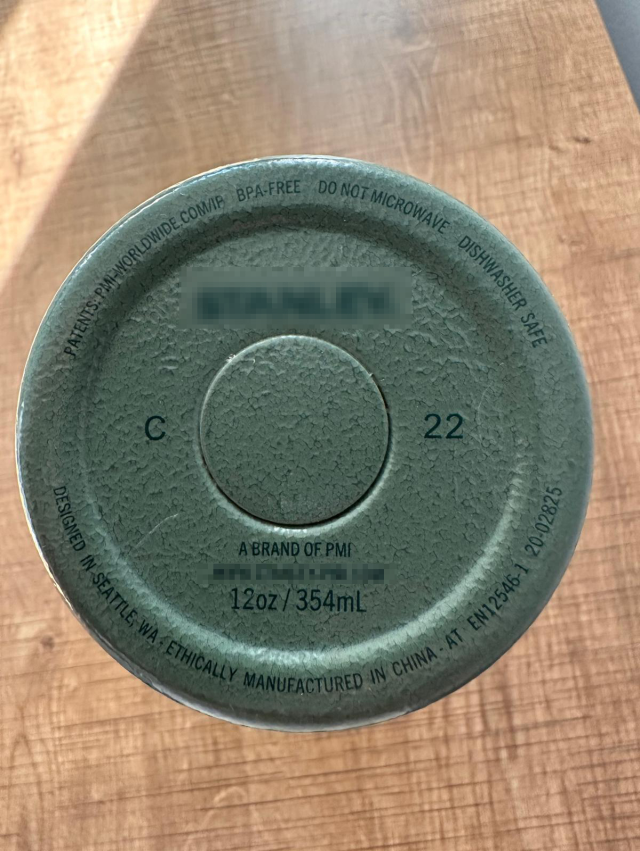 PATENTS: PMI-WORLDWIDE.COM/IP BPA-FREE DO NOT MICROWAVE DISHWASHER SAFE
C 22
A BRAND OF PMI
12oz / 354mL
DESIGNED IN SEATTLE, WA · ETHICALLY MANUFACTURED IN CHINA · AT EN12546-1 20-02825